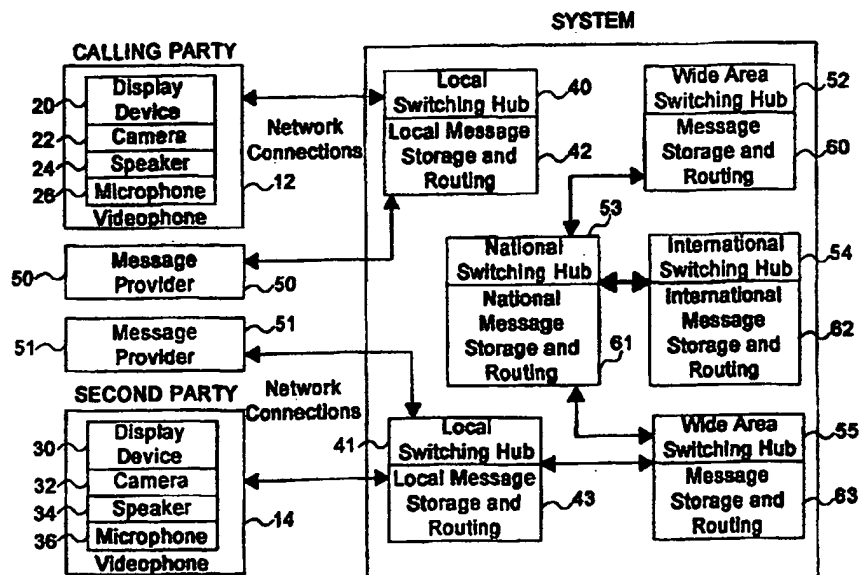 SYSTEM
CALLING PARTY
20
Display
Device
22
Camera
24
Speaker
26
Microphone
Videophone
12
Network
Connections
Local
Switching Hub
40
Local Message
Storage and
Routing
42
Wide Area
Switching Hub
52
Message
Storage and
Routing
60
50
Message
Provider
50
51
Message
Provider
51
53
National
Switching Hub
National
Message
Storage and
Routing
61
International
Switching Hub
54
International
Message
Storage and
Routing
62
SECOND PARTY
Network
Connections
30
Display
Device
32
Camera
34
Speaker
36
Microphone
Videophone
14
41
Local
Switching Hub
Local Message
Storage and
Routing
43
Wide Area
Switching Hub
55
Message
Storage and
Routing
63